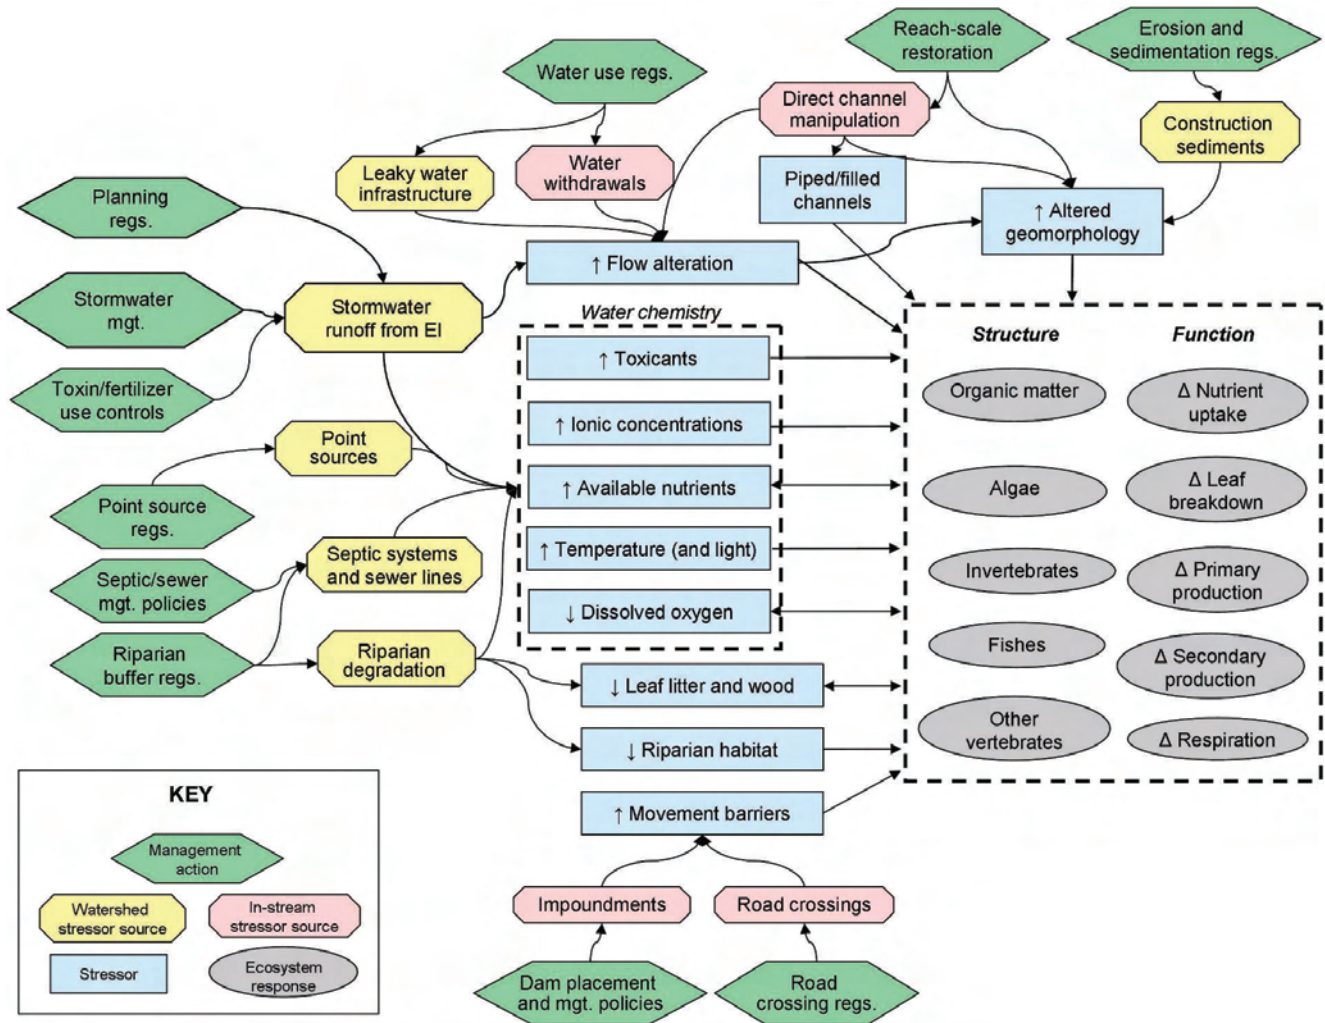 Reach-scale
restoration
Erosion and
sedimentation regs.
Water use regs.
Direct channel
manipulation
Construction
sediments
Leaky water
infrastructure
Water
withdrawals
Piped/filled
channels
Planning
regs.
↑ Altered
geomorphology
↑ Flow alteration
Stormwater
mgt.
Stormwater
runoff from EI
Water chemistry
Structure
Function
↑ Toxicants
Toxin/fertilizer
use controls
Organic matter
Δ Nutrient
uptake
↑ Ionic concentrations
Point
sources
↑ Available nutrients
Algae
Δ Leaf
breakdown
Point source
regs.
↑ Temperature (and light)
Septic systems
and sewer lines
Septic/sewer
mgt. policies
Invertebrates
Δ Primary
production
↓ Dissolved oxygen
Riparian
buffer regs.
Riparian
degradation
Fishes
Δ Secondary
production
↓ Leaf litter and wood
Other
vertebrates
Δ Respiration
↓ Riparian habitat
↑ Movement barriers
KEY
Management
action
Watershed
stressor source
In-stream
stressor source
Stressor
Ecosystem
response
Impoundments
Road crossings
Dam placement
and mgt. policies
Road
crossing regs.